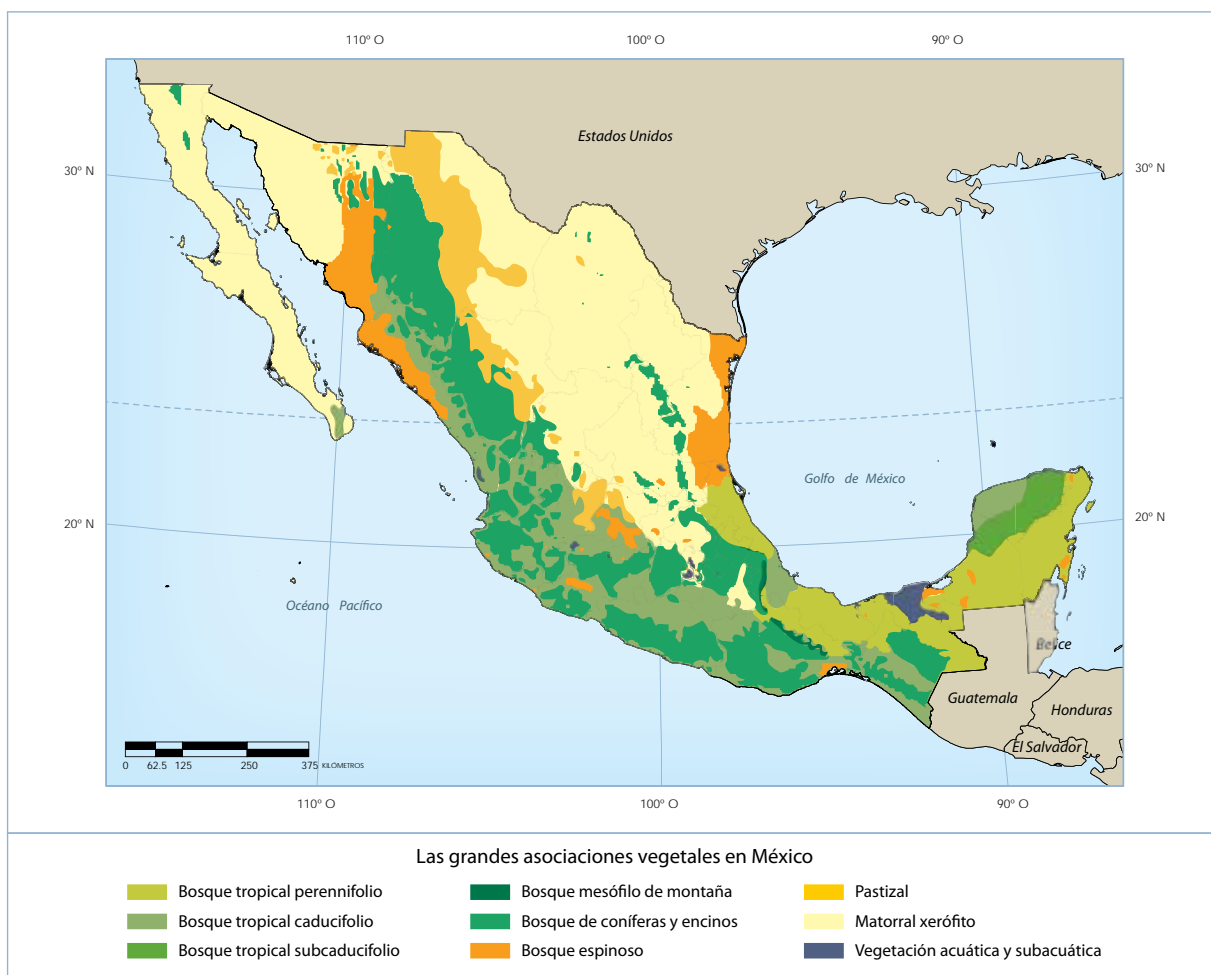 110º O 100º O 90º O
Estados Unidos
30º N 30º N
Golfo de México
20º N 20º N
Océano Pacífico
Belice
Guatemala
Honduras
El Salvador
0 62.5 125 250 375 KILÓMETROS
110º O 100º O 90º O
Las grandes asociaciones vegetales en México
Bosque tropical perennifolio
Bosque tropical caducifolio
Bosque tropical subcaducifolio
Bosque mesófilo de montaña
Bosque de coníferas y encinos
Bosque espinoso
Pastizal
Matorral xerófito
Vegetación acuática y subacuática